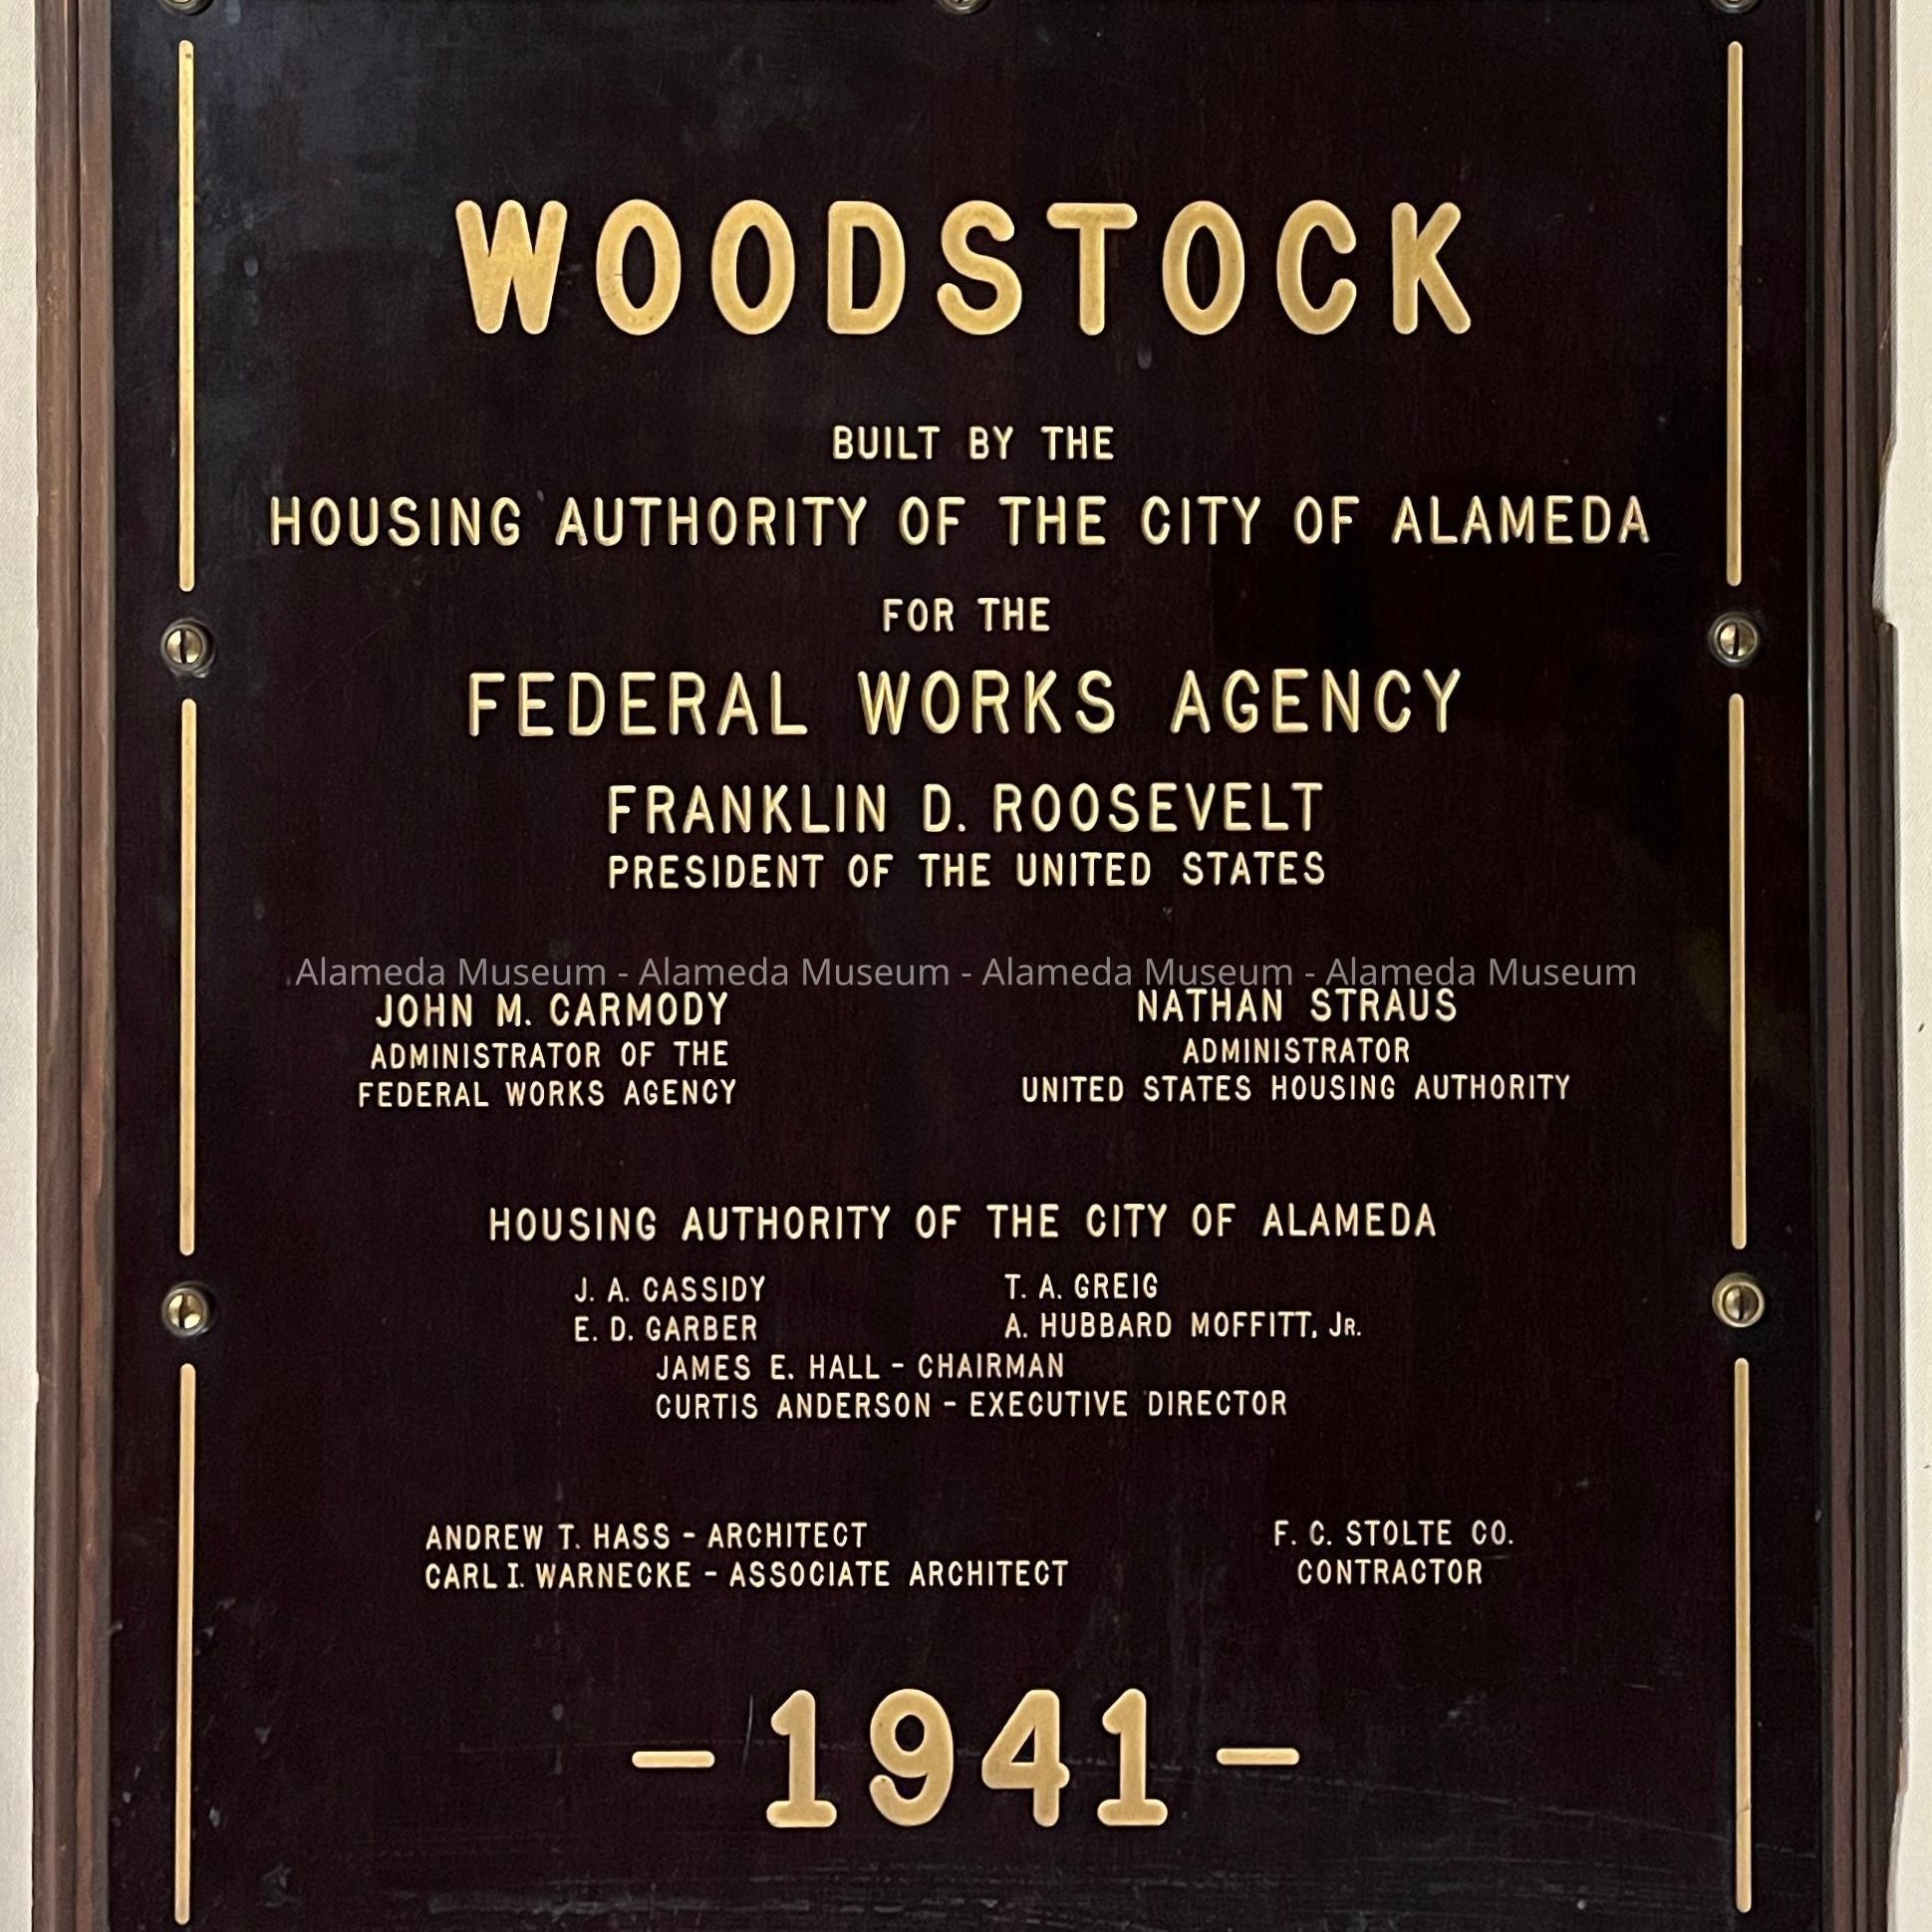 WOODSTOCK
BUILT BY THE
HOUSING AUTHORITY OF THE CITY OF ALAMEDA
FOR THE
FEDERAL WORKS AGENCY
FRANKLIN D. ROOSEVELT
PRESIDENT OF THE UNITED STATES
Alameda Museum - Alameda Museum - Alameda Museum - Alameda Museum
JOHN M. CARMODY
ADMINISTRATOR OF THE
FEDERAL WORKS AGENCY
NATHAN STRAUS
ADMINISTRATOR
UNITED STATES HOUSING AUTHORITY
HOUSING AUTHORITY OF THE CITY OF ALAMEDA
J. A. CASSIDY
E. D. GARBER
T. A. GREIG
A. HUBBARD MOFFITT, JR.
JAMES E. HALL - CHAIRMAN
CURTIS ANDERSON - EXECUTIVE DIRECTOR
ANDREW T. HASS - ARCHITECT
CARL I. WARNECKE - ASSOCIATE ARCHITECT
F. C. STOLTE CO.
CONTRACTOR
- 1941 -